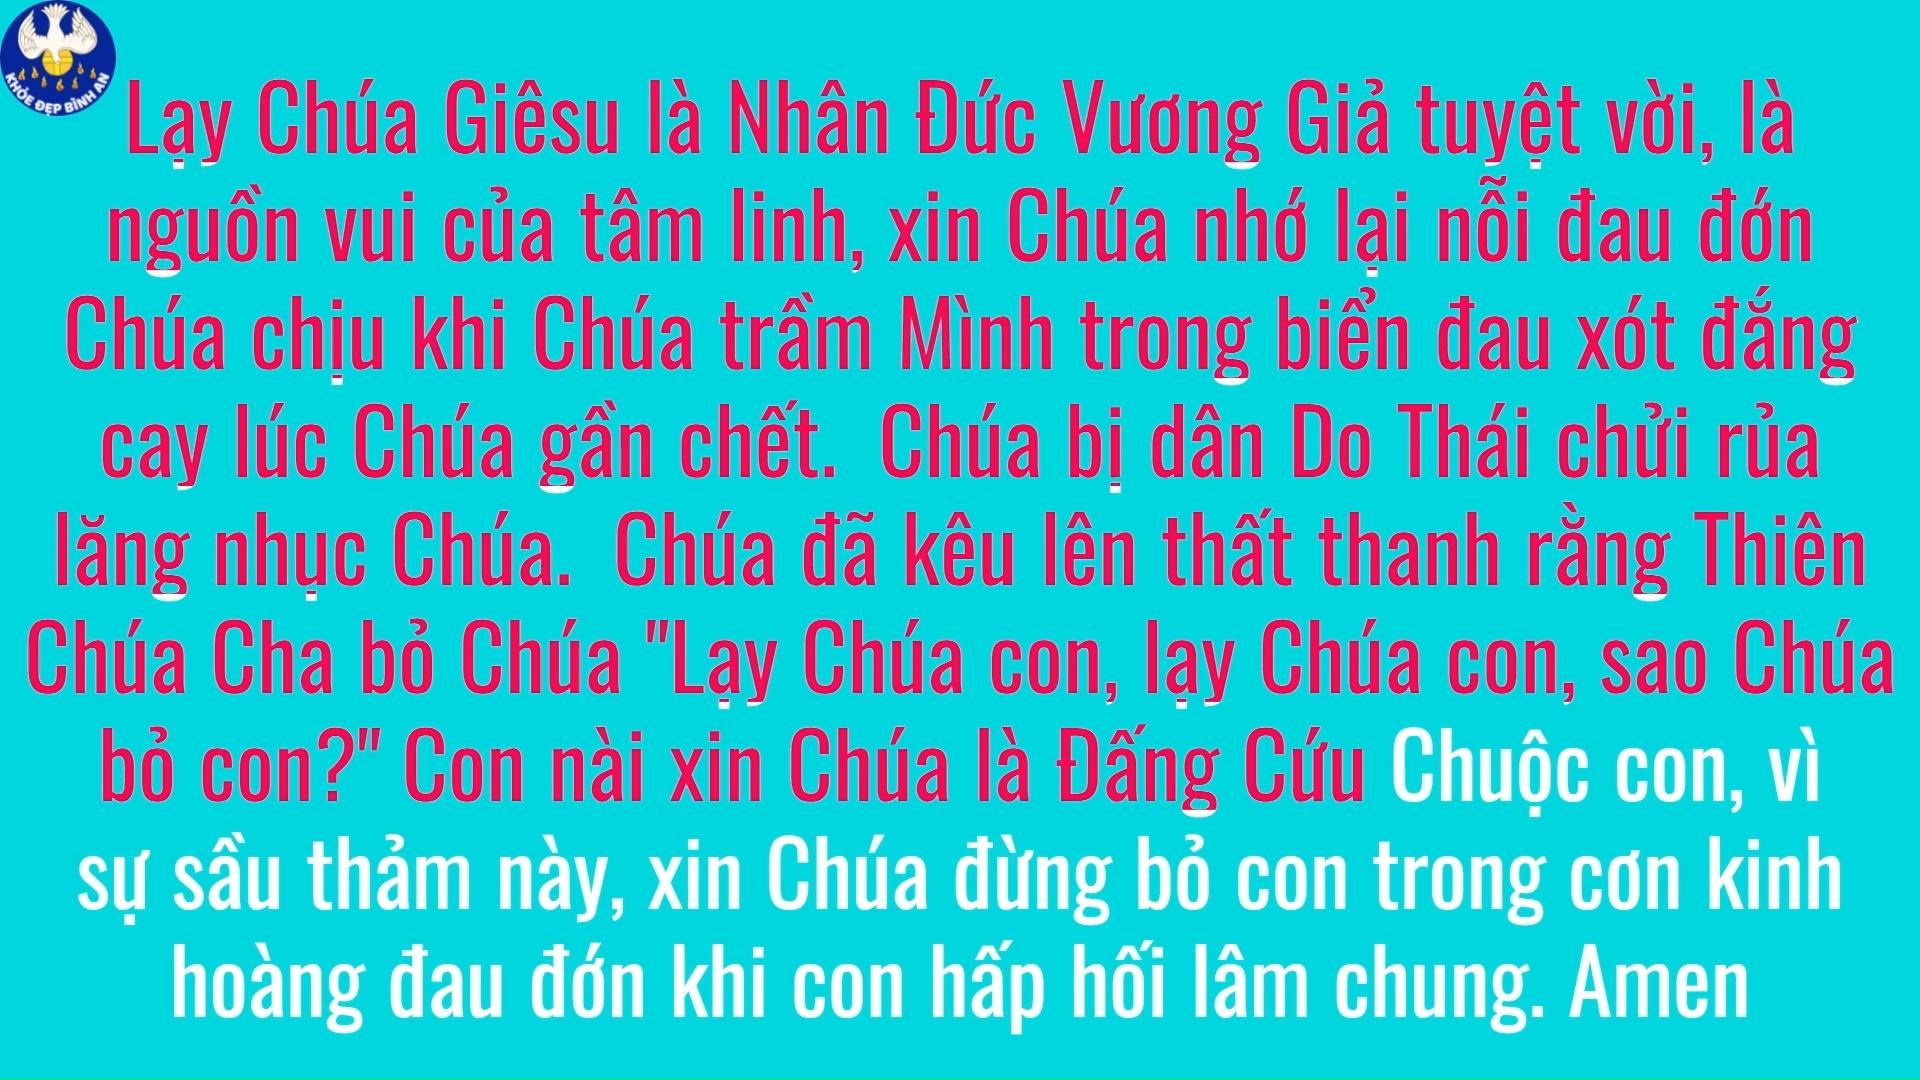 KHỎE ĐẸP BÌNH AN
Lạy Chúa Giêsu là Nhân Đức Vương Giả tuyệt vời, là
nguồn vui của tâm linh, xin Chúa nhớ lại nỗi đau đớn
Chúa chịu khi Chúa trầm Mình trong biển đau xót đắng
cay lúc Chúa gần chết.  Chúa bị dân Do Thái chửi rủa
lăng nhục Chúa.  Chúa đã kêu lên thất thanh rằng Thiên
Chúa Cha bỏ Chúa "Lạy Chúa con, lạy Chúa con, sao Chúa
bỏ con?" Con nài xin Chúa là Đấng Cứu Chuộc con, vì
sự sầu thảm này, xin Chúa đừng bỏ con trong cơn kinh
hoàng đau đớn khi con hấp hối lâm chung. Amen